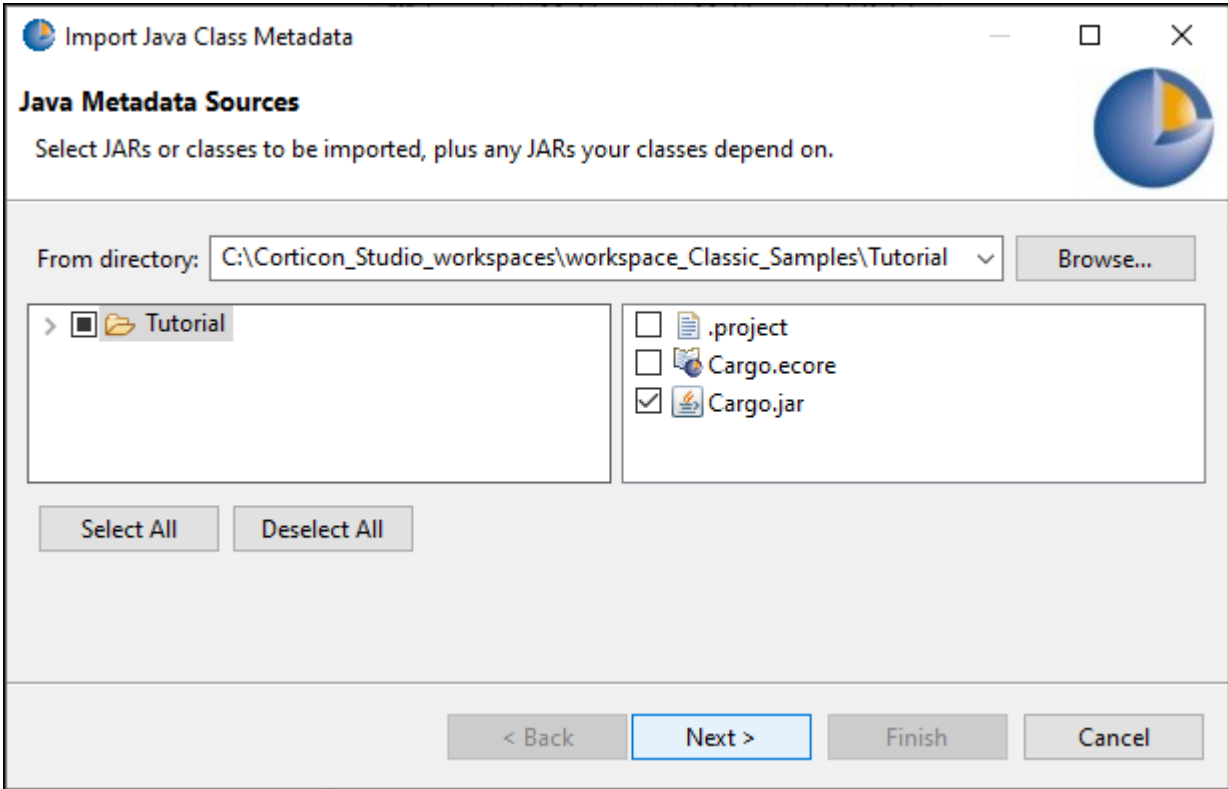 Import Java Class Metadata
Java Metadata Sources
Select JARs or classes to be imported, plus any JARs your classes depend on.
From directory: C:\Corticon_Studio_workspaces\workspace_Classic_Samples\Tutorial Browse...
Tutorial
.project
Cargo.ecore
Cargo.jar
Select All Deselect All
< Back Next > Finish Cancel